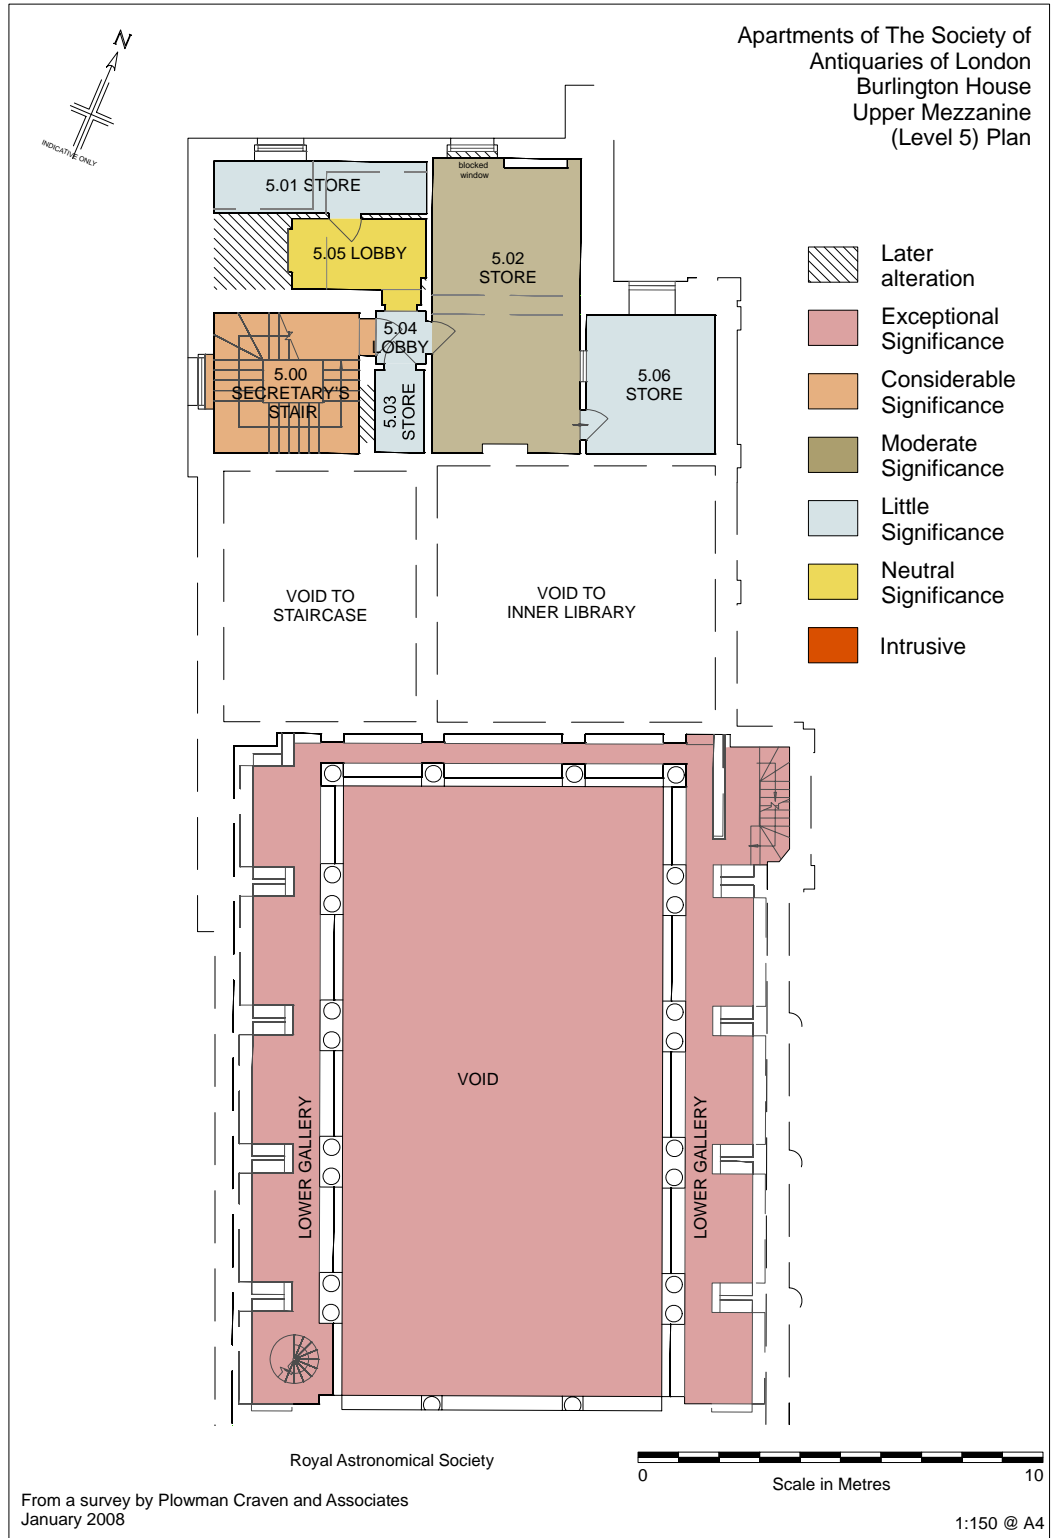 N
INDICATIVE ONLY
Apartments of The Society of
Antiquaries of London
Burlington House
Upper Mezzanine
(Level 5) Plan
blocked
window
5.01 STORE
5.05 LOBBY
5.02
STORE
5.04
LOBBY
5.00
SECRETARY'S
STAIR
5.03
STORE
5.06
STORE
Later
alteration
Exceptional
Significance
Considerable
Significance
Moderate
Significance
Little
Significance
Neutral
Significance
Intrusive
VOID TO
STAIRCASE
VOID TO
INNER LIBRARY
VOID
LOWER GALLERY
LOWER GALLERY
Royal Astronomical Society
0
10
Scale in Metres
From a survey by Plowman Craven and Associates
January 2008
1:150 @ A4